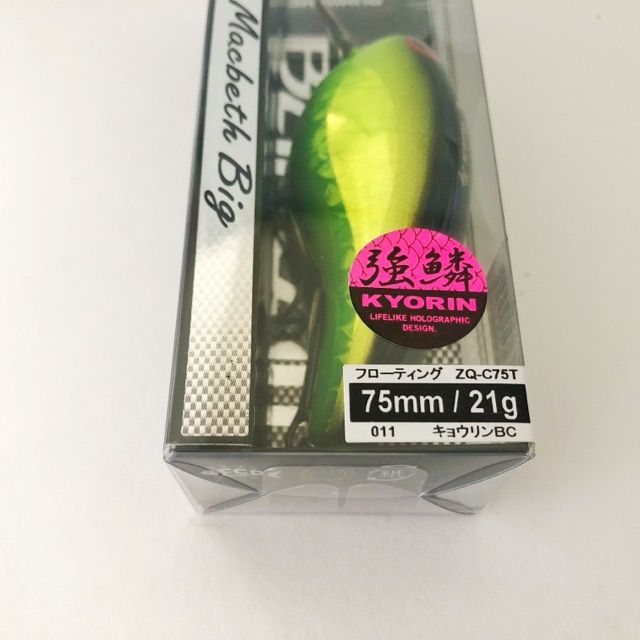 Macbeth Big
強鱗
KYORIN
LIFELIKE HOLOGRAPHIC
DESIGN.
フローティング ZQ-C75T
75mm / 21g
011 キョウリンBC